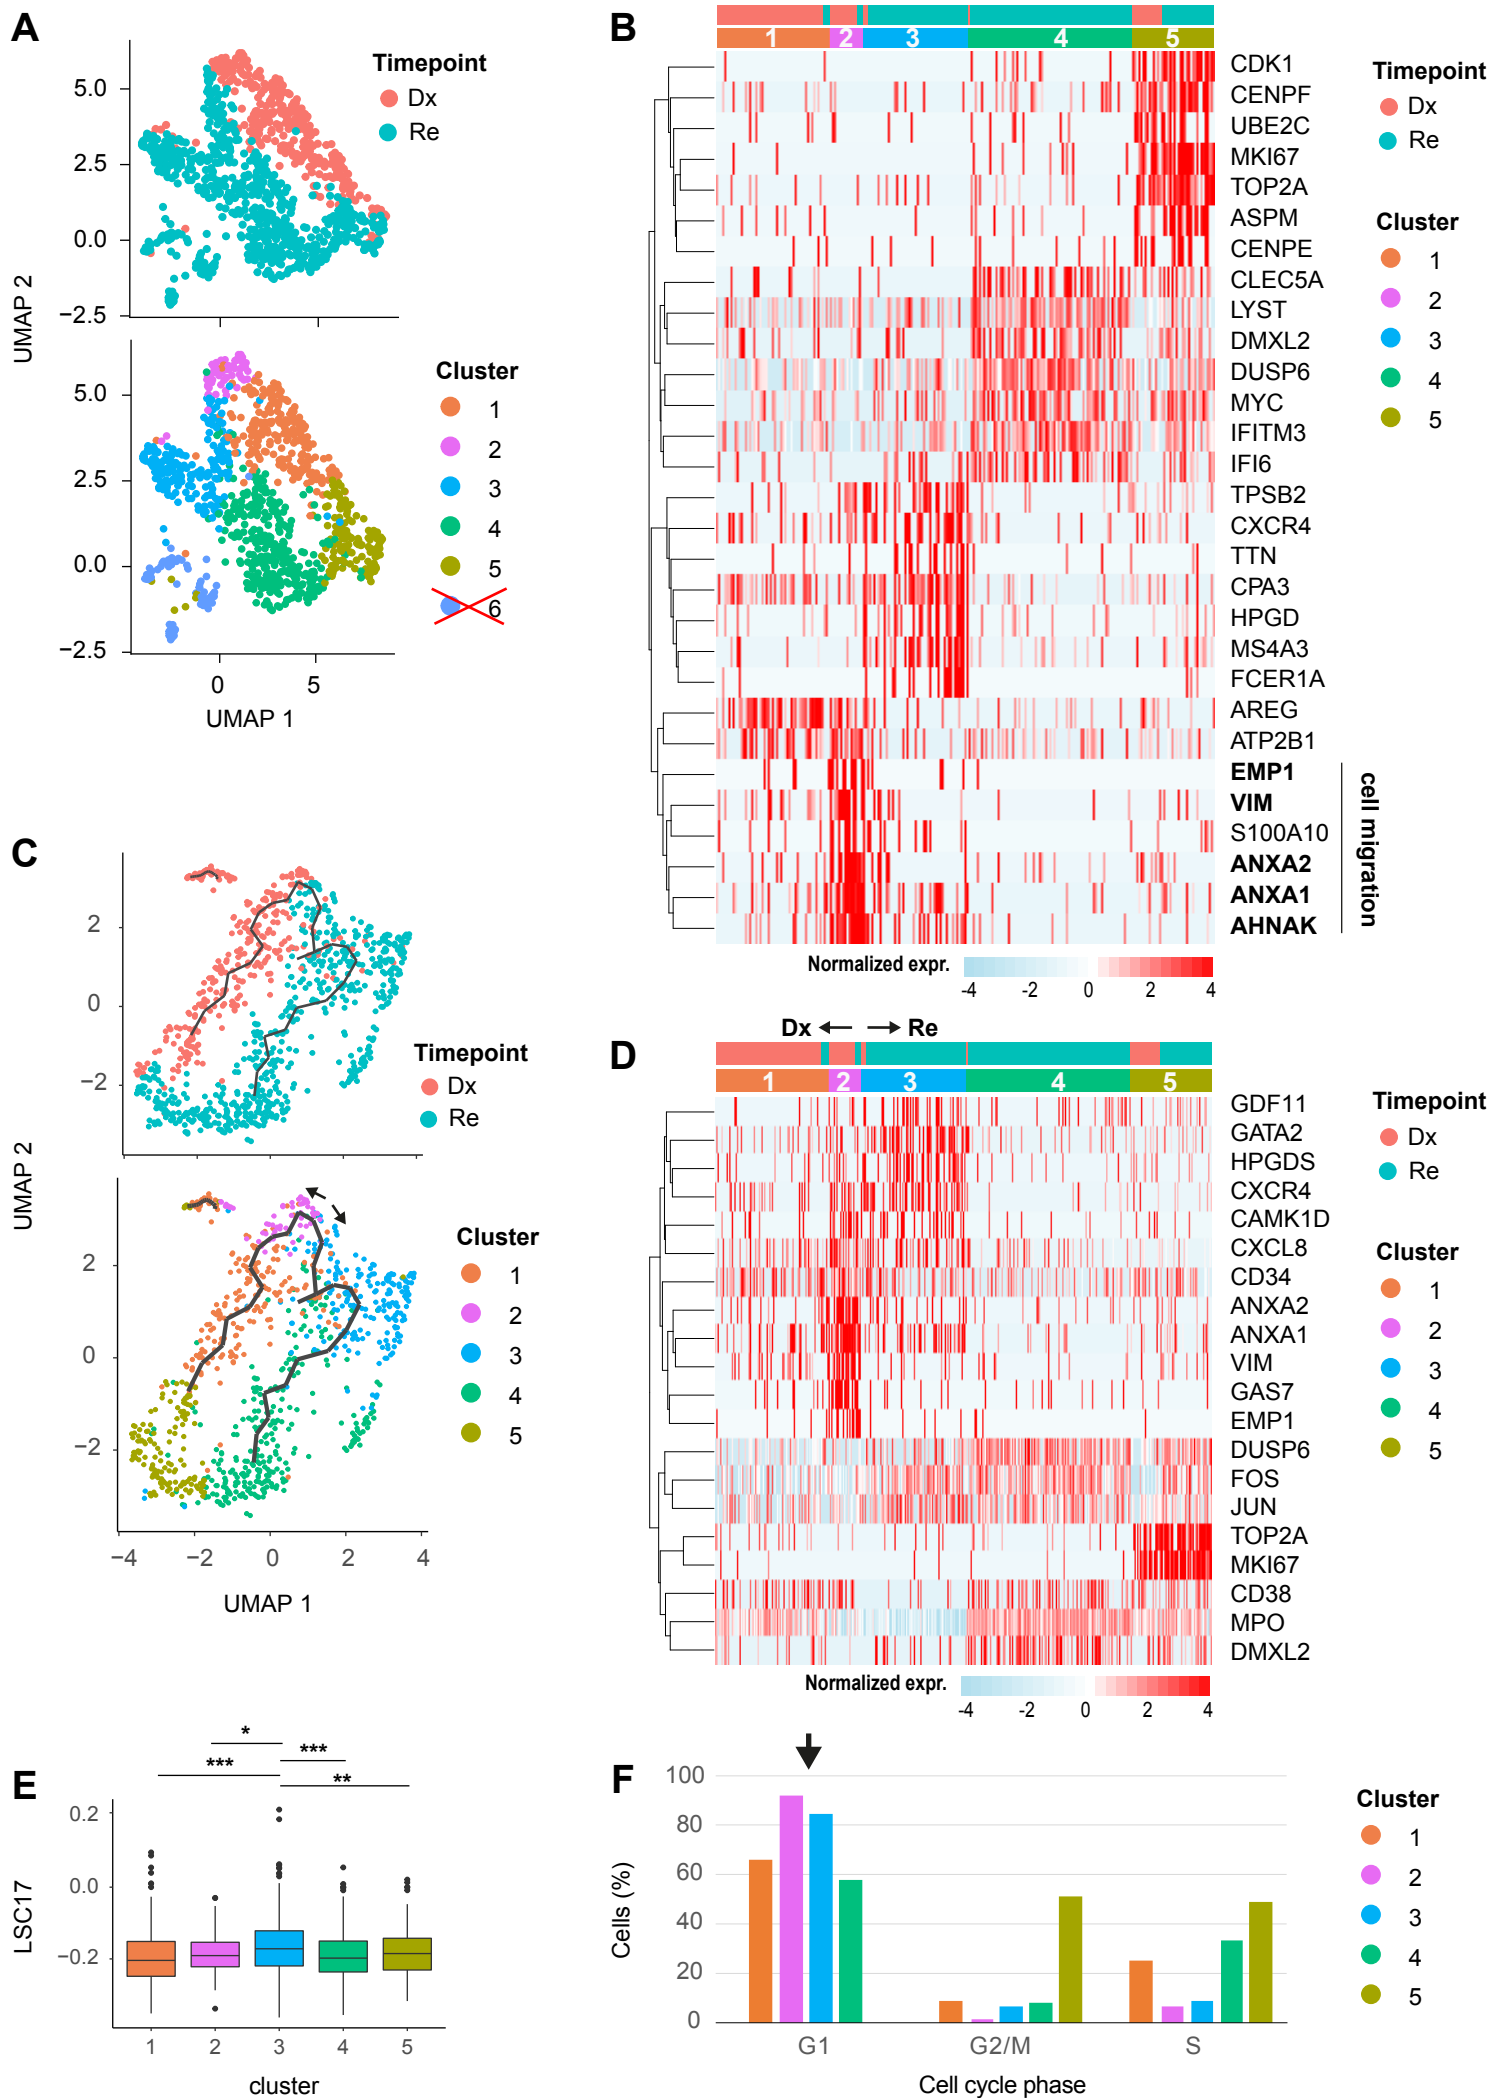 A
Timepoint
Dx
Re
5.0
2.5
0.0
−2.5
UMAP 2
Cluster
1
2
3
4
5
6
5.0
2.5
0.0
−2.5
0 5
UMAP 1
B
1 2 3 4 5
CDK1
CENPF
UBE2C
MKI67
TOP2A
ASPM
CENPE
CLEC5A
LYST
DMXL2
DUSP6
MYC
IFITM3
IFI6
TPSB2
CXCR4
TTN
CPA3
HPGD
MS4A3
FCER1A
AREG
ATP2B1
EMP1
VIM
S100A10
ANXA2
ANXA1
AHNAK
cell migration
Normalized expr.
-4 -2 0 2 4
Timepoint
Dx
Re
Cluster
1
2
3
4
5
C
2
0
−2
Timepoint
Dx
Re
UMAP 2
2
0
−2
Cluster
1
2
3
4
5
−4 −2 0 2 4
UMAP 1
Dx Re
D
1 2 3 4 5
GDF11
GATA2
HPGDS
CXCR4
CAMK1D
CXCL8
CD34
ANXA2
ANXA1
VIM
GAS7
EMP1
DUSP6
FOS
JUN
TOP2A
MKI67
CD38
MPO
DMXL2
Normalized expr.
-4 -2 0 2 4
Timepoint
Dx
Re
Cluster
1
2
3
4
5
E
*
*** ***
**
0.2
0.0
−0.2
LSC17
1 2 3 4 5
cluster
F
100
80
60
40
20
0
Cells (%)
G1 G2/M S
Cell cycle phase
Cluster
1
2
3
4
5